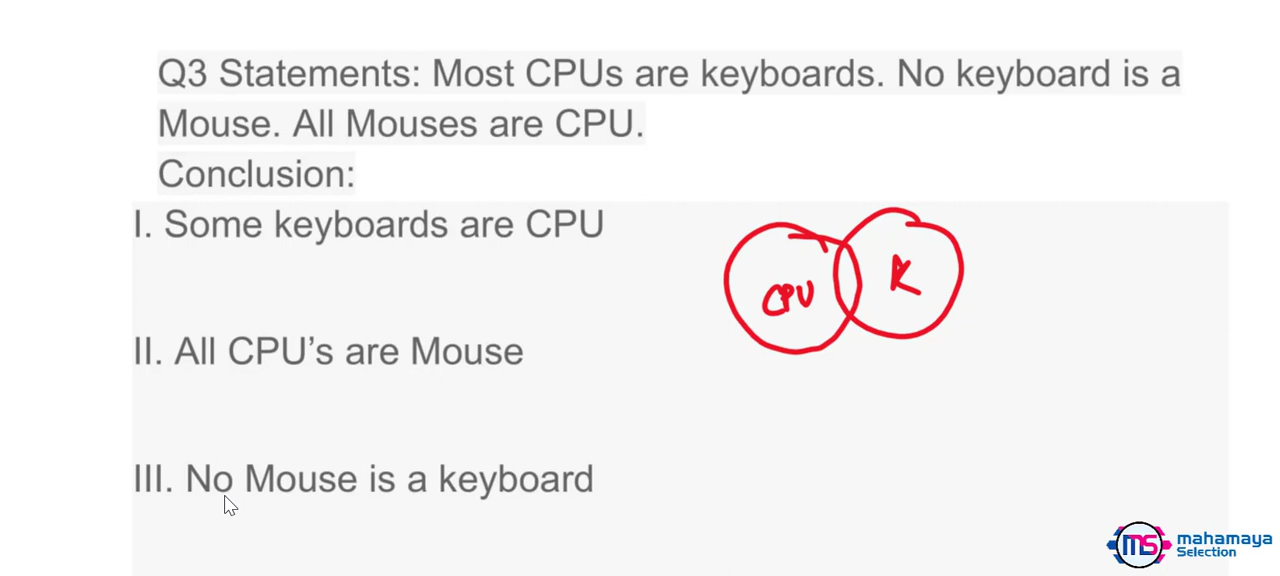 Q3 Statements: Most CPUs are keyboards. No keyboard is a
Mouse. All Mouses are CPU.
Conclusion:
I. Some keyboards are CPU
CPU
K
II. All CPU’s are Mouse
III. No Mouse is a keyboard
MS
mahamaya
Selection